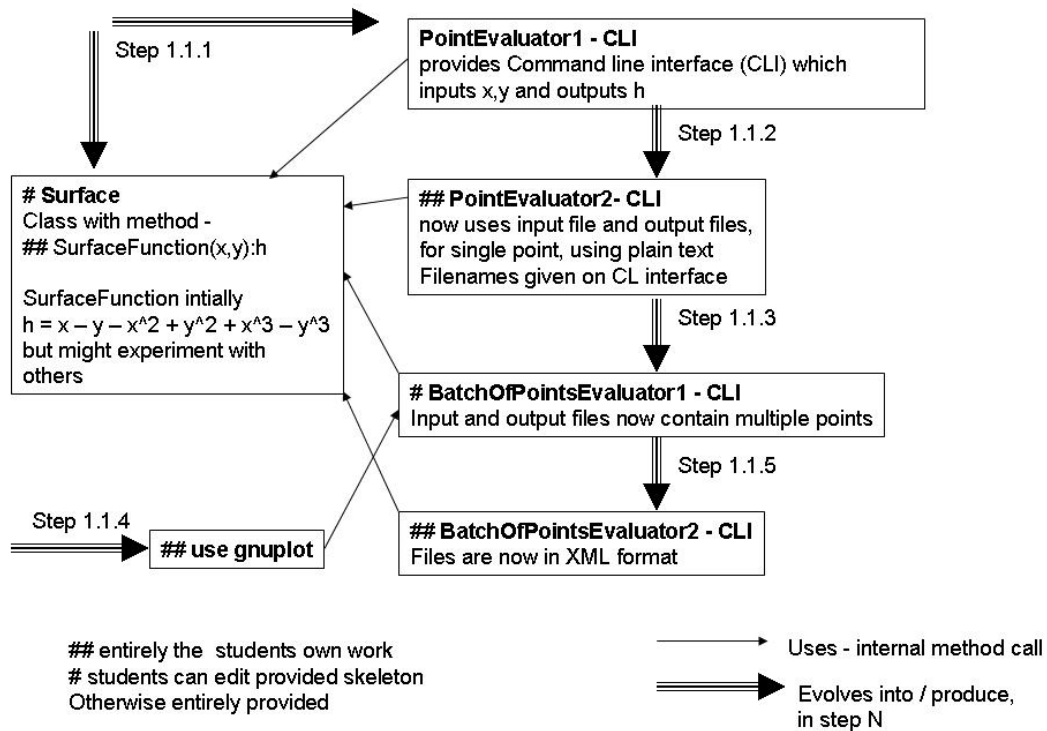 Step 1.1.1
PointEvaluator1 - CLI
provides Command line interface (CLI) which
inputs x,y and outputs h
Step 1.1.2
# Surface
Class with method -
## SurfaceFunction(x,y):h
SurfaceFunction intially
h = x – y – x^2 + y^2 + x^3 – y^3
but might experiment with
others
## PointEvaluator2- CLI
now uses input file and output files,
for single point, using plain text
Filenames given on CL interface
Step 1.1.3
# BatchOfPointsEvaluator1 - CLI
Input and output files now contain multiple points
Step 1.1.5
Step 1.1.4
## use gnuplot
## BatchOfPointsEvaluator2 - CLI
Files are now in XML format
## entirely the students own work
# students can edit provided skeleton
Otherwise entirely provided
Uses - internal method call
Evolves into / produce,
in step N